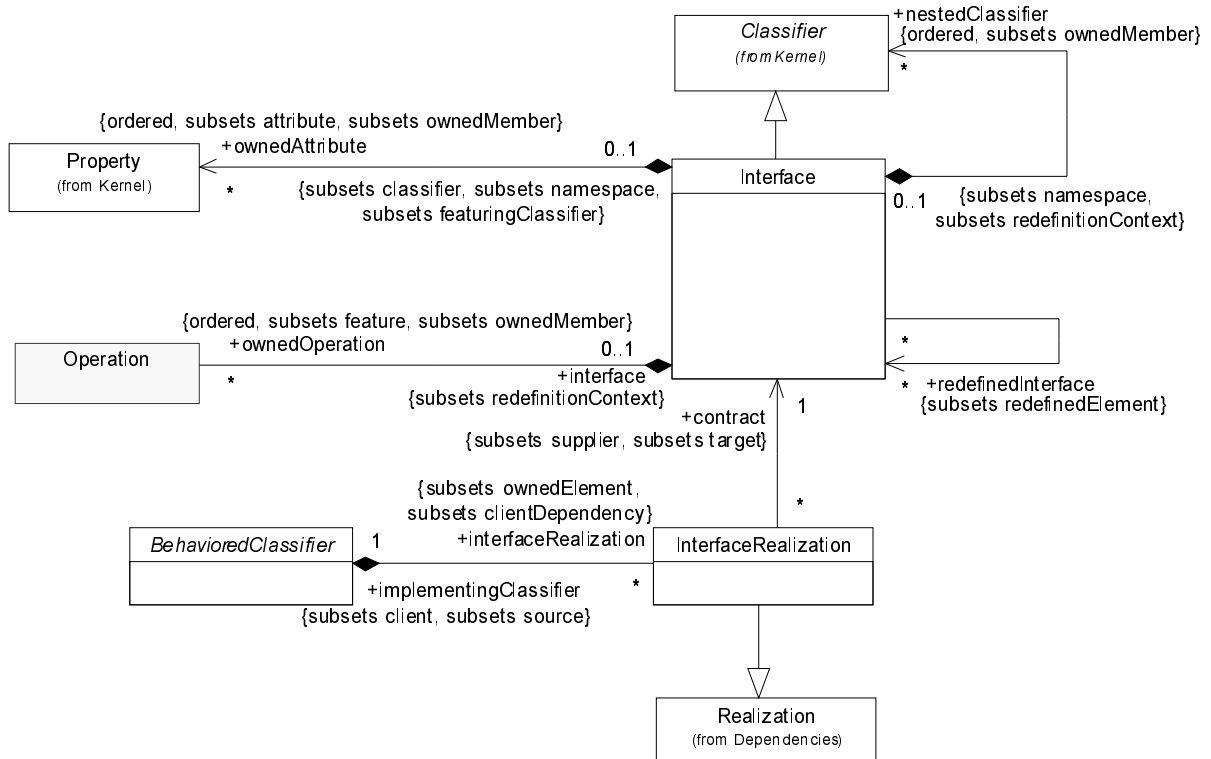 Classifier
(from Kernel)
+nestedClassifier
{ordered, subsets ownedMember}
*
{ordered, subsets attribute, subsets ownedMember}
+ownedAttribute
0..1
Property
(from Kernel)
*
{subsets classifier, subsets namespace,
subsets featuringClassifier}
Interface
0..1
{subsets namespace,
subsets redefinitionContext}
{ordered, subsets feature, subsets ownedMember}
+ownedOperation
0..1
Operation
*
+interface
{subsets redefinitionContext}
*
* +redefinedInterface
{subsets redefinedElement}
+contract
1
{subsets supplier, subsets target}
*
{subsets ownedElement,
subsets clientDependency}
+interfaceRealization
BehavioredClassifier
1
InterfaceRealization
+implementingClassifier
*
{subsets client, subsets source}
Realization
(from Dependencies)